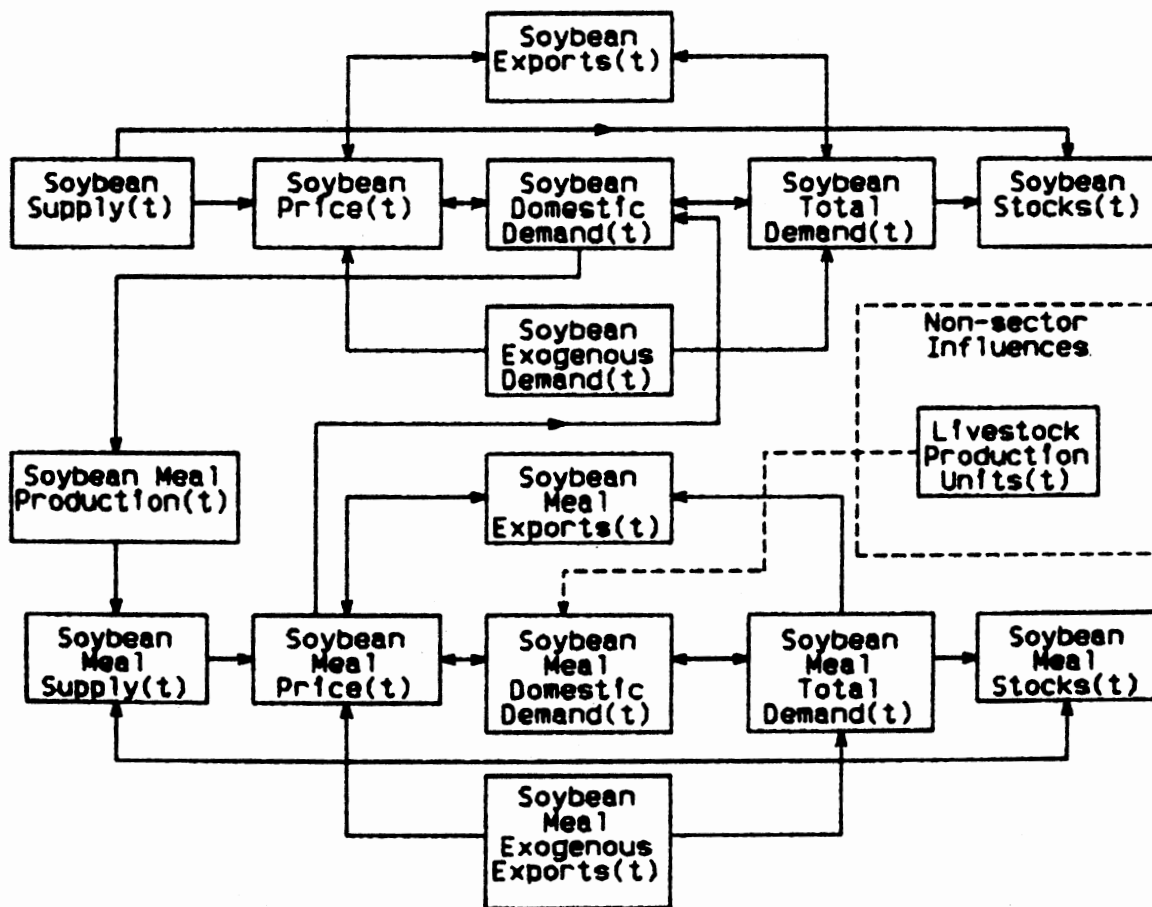 Soybean
Exports(t)
Soybean
Supply(t)
Soybean
Price(t)
Soybean
Domestic
Demand(t)
Soybean
Total
Demand(t)
Soybean
Stocks(t)
Soybean
Exogenous
Demand(t)
Non-sector
Influences
Livestock
Production
Units(t)
Soybean Meal
Production(t)
Soybean
Meal
Exports(t)
Soybean
Meal
Supply(t)
Soybean
Meal
Price(t)
Soybean
Meal
Domestic
Demand(t)
Soybean
Meal
Total
Demand(t)
Soybean
Meal
Stocks(t)
Soybean
Meal
Exogenous
Exports(t)